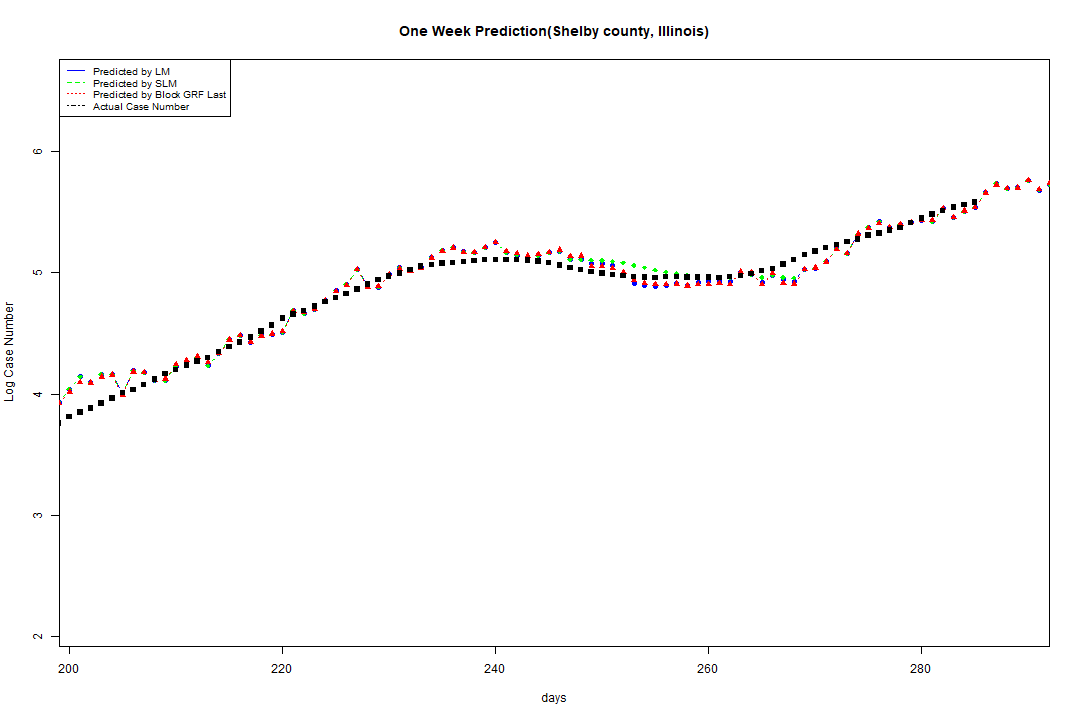 One Week Prediction(Shelby county, Illinois)
Predicted by LM
Predicted by SLM
Predicted by Block GRF Last
Actual Case Number
6
5
4
3
2
Log Case Number
200 220 240 260 280
days